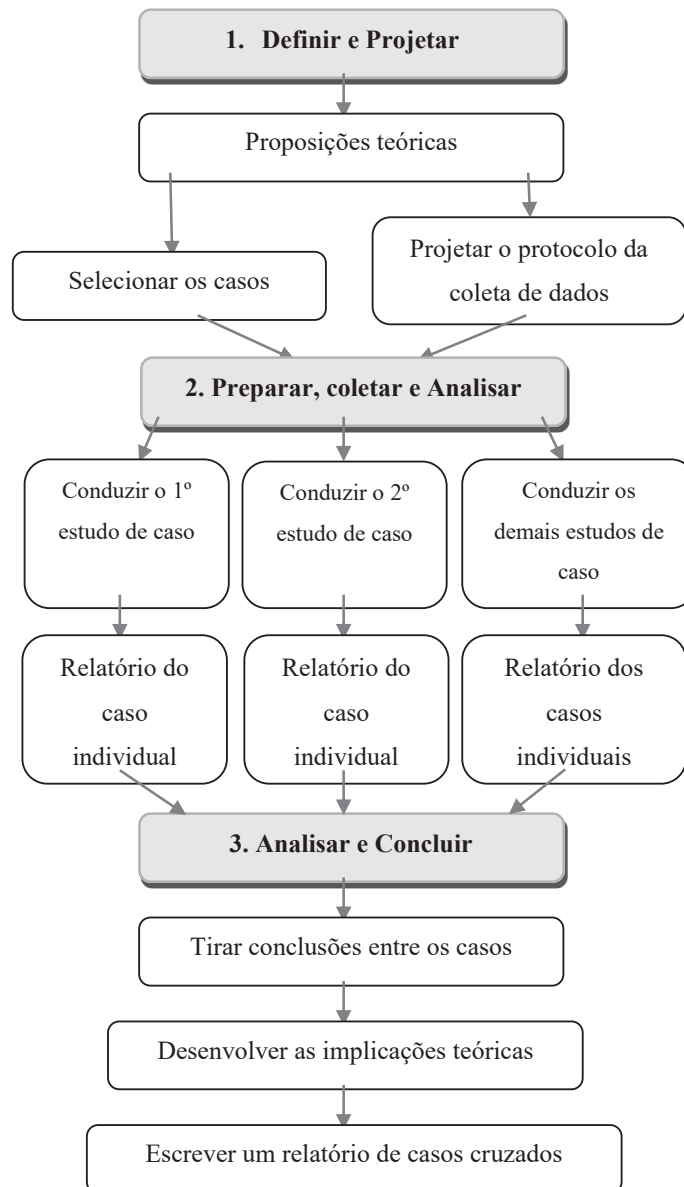 1. Definir e Projetar
Proposições teóricas
Selecionar os casos
Projetar o protocolo da
coleta de dados
2. Preparar, coletar e Analisar
Conduzir o 1º
estudo de caso
Conduzir o 2º
estudo de caso
Conduzir os
demais estudos de
caso
Relatório do
caso
individual
Relatório do
caso
individual
Relatório dos
casos
individuais
3. Analisar e Concluir
Tirar conclusões entre os casos
Desenvolver as implicações teóricas
Escrever um relatório de casos cruzados